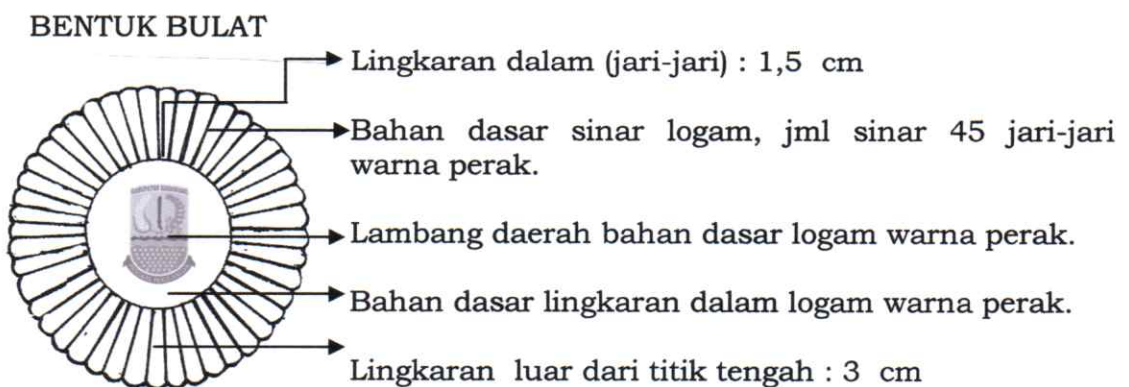 BENTUK BULAT
Lingkaran dalam (jari-jari) : 1,5 cm
Bahan dasar sinar logam, jml sinar 45 jari-jari
warna perak.
Lambang daerah bahan dasar logam warna perak.
Bahan dasar lingkaran dalam logam warna perak.
Lingkaran luar dari titik tengah : 3 cm